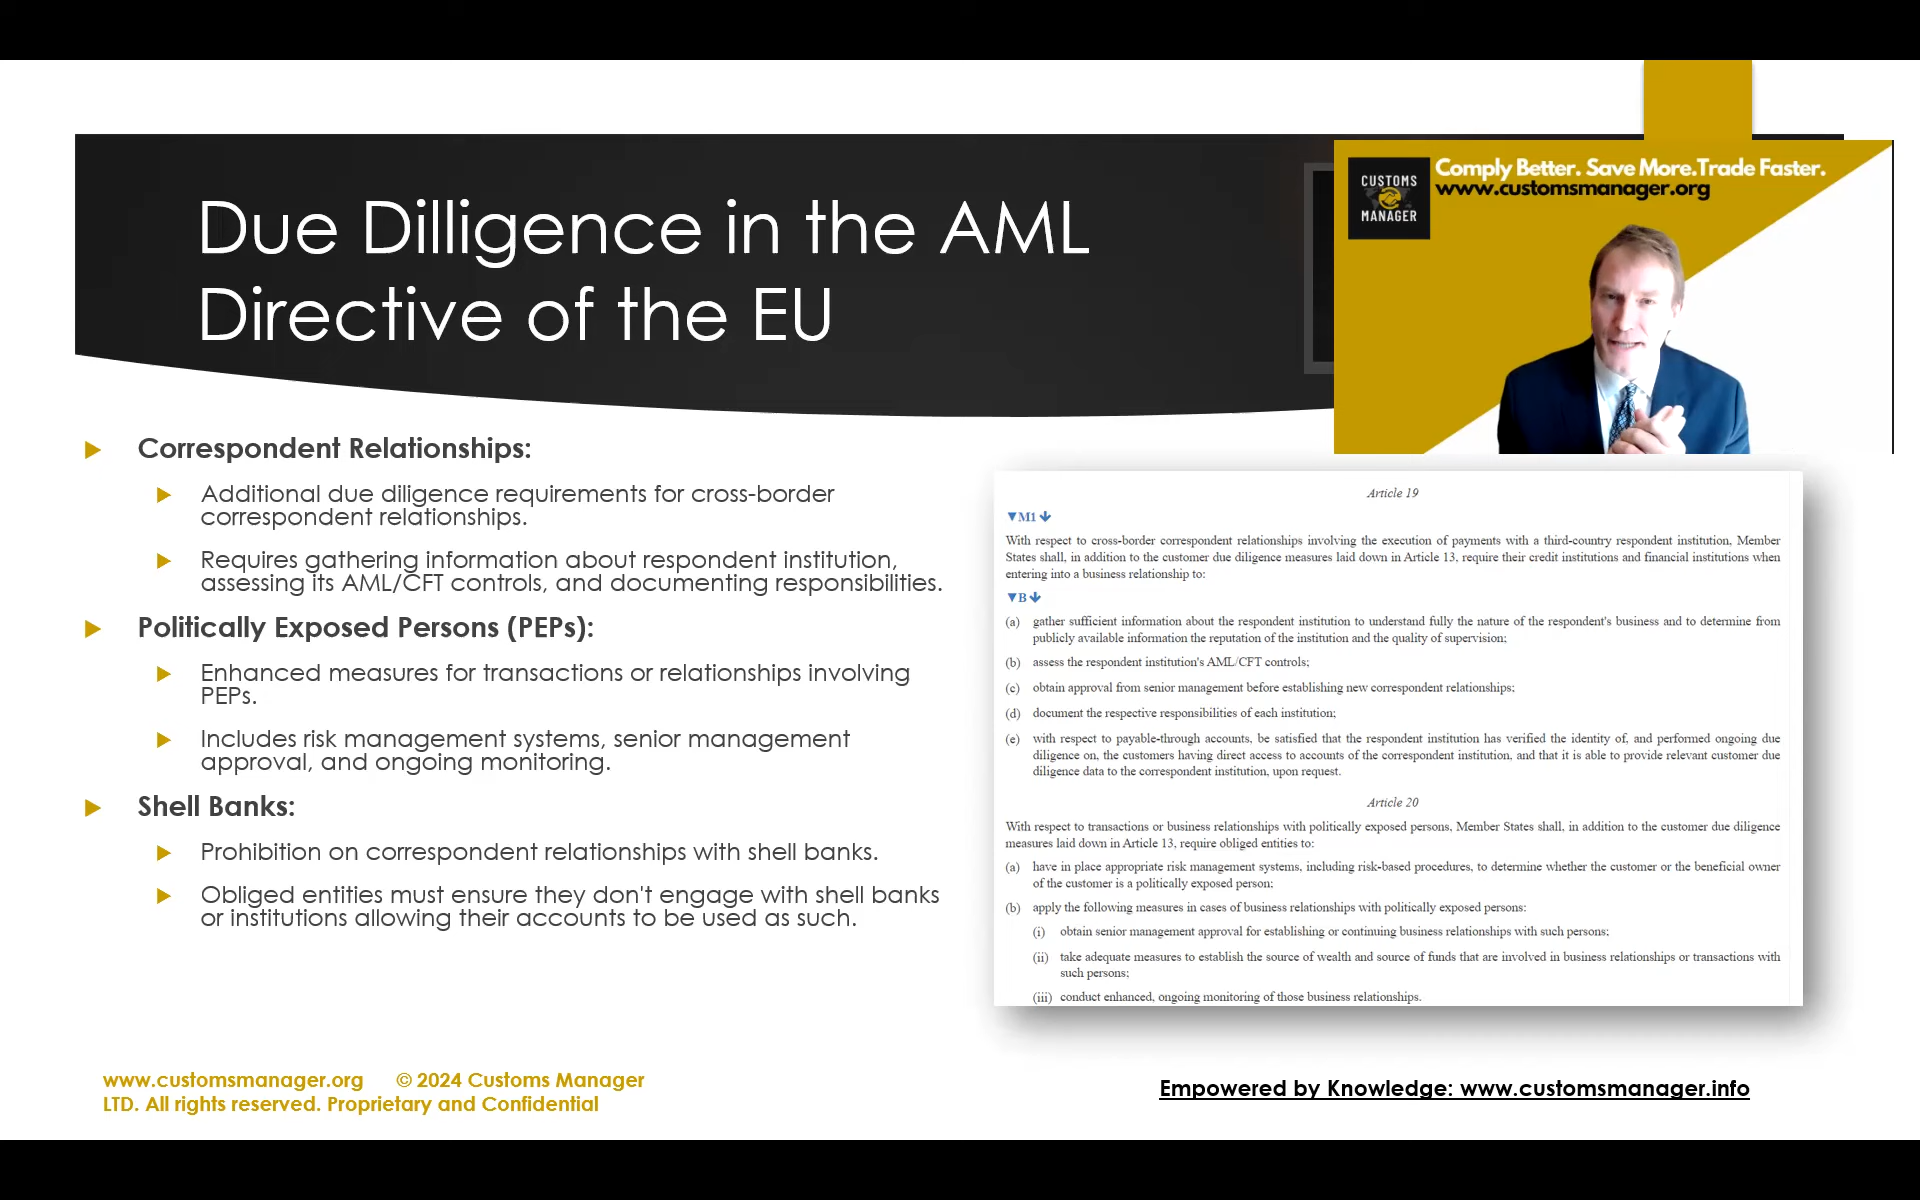 Due Dilligence in the AML
Directive of the EU
CUSTOMS
MANAGER
Comply Better. Save More.Trade Faster.
www.customsmanager.org
Correspondent Relationships:
Additional due diligence requirements for cross-border
correspondent relationships.
Requires gathering information about respondent institution,
assessing its AML/CFT controls, and documenting responsibilities.
Politically Exposed Persons (PEPs):
Enhanced measures for transactions or relationships involving
PEPs.
Includes risk management systems, senior management
approval, and ongoing monitoring.
Shell Banks:
Prohibition on correspondent relationships with shell banks.
Obliged entities must ensure they don't engage with shell banks
or institutions allowing their accounts to be used as such.
Article 19
▼M1
With respect to cross-border correspondent relationships involving the execution of payments with a third-country respondent institution, Member
States shall, in addition to the customer due diligence measures laid down in Article 13, require their credit institutions and financial institutions when
entering into a business relationship to:
▼B
(a) gather sufficient information about the respondent institution to understand fully the nature of the respondent's business and to determine from
publicly available information the reputation of the institution and the quality of supervision;
(b) assess the respondent institution's AML/CFT controls;
(c) obtain approval from senior management before establishing new correspondent relationships;
(d) document the respective responsibilities of each institution;
(e) with respect to payable-through accounts, be satisfied that the respondent institution has verified the identity of, and performed ongoing due
diligence on, the customers having direct access to accounts of the correspondent institution, and that it is able to provide relevant customer due
diligence data to the correspondent institution, upon request.
Article 20
With respect to transactions or business relationships with politically exposed persons, Member States shall, in addition to the customer due diligence
measures laid down in Article 13, require obliged entities to:
(a) have in place appropriate risk management systems, including risk-based procedures, to determine whether the customer or the beneficial owner
of the customer is a politically exposed person;
(b) apply the following measures in cases of business relationships with politically exposed persons:
(i) obtain senior management approval for establishing or continuing business relationships with such persons;
(ii) take adequate measures to establish the source of wealth and source of funds that are involved in business relationships or transactions with
such persons;
(iii) conduct enhanced, ongoing monitoring of those business relationships.
www.customsmanager.org © 2024 Customs Manager
LTD. All rights reserved. Proprietary and Confidential
Empowered by Knowledge: www.customsmanager.info